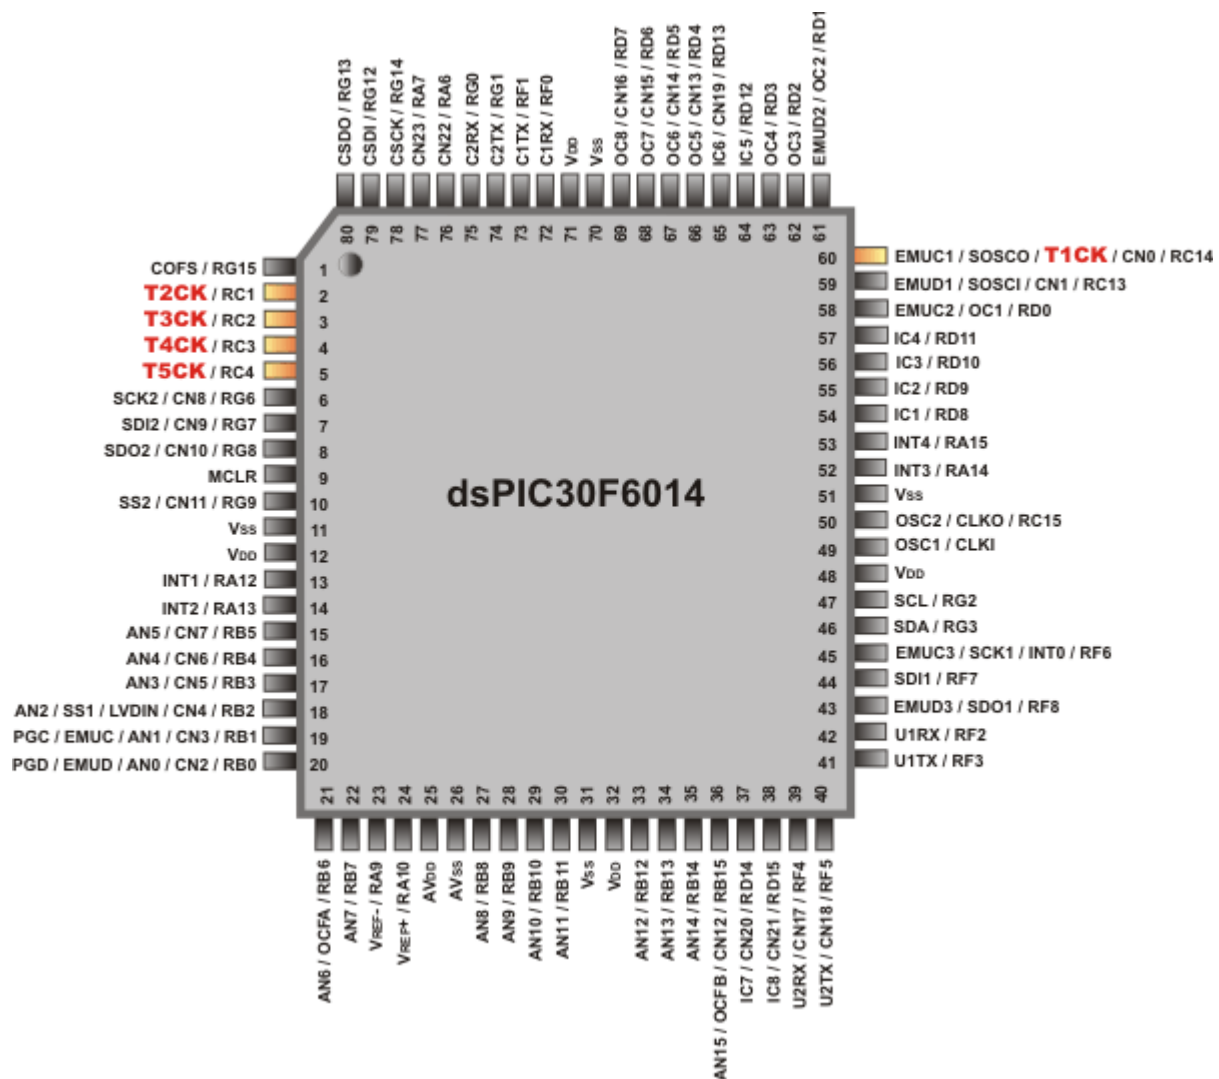 CSDO / RG13
CSDI / RG12
CSCK / RG14
CN23 / RA7
CN22 / RA6
C2RX / RG0
C2TX / RG1
C1TX / RF1
C1RX / RF0
VDD
VSS
OC8 / CN16 / RD7
OC7 / CN15 / RD6
OC6 / CN14 / RD5
OC5 / CN13 / RD4
IC6 / CN19 / RD13
IC5 / RD12
OC4 / RD3
OC3 / RD2
EMUD2 / OC2 / RD1
80
79
78
77
76
75
74
73
72
71
70
69
68
67
66
65
64
63
62
61
COFS / RG15 1
T2CK / RC1 2
T3CK / RC2 3
T4CK / RC3 4
T5CK / RC4 5
SCK2 / CN8 / RG6 6
SDI2 / CN9 / RG7 7
SDO2 / CN10 / RG8 8
MCLR 9
SS2 / CN11 / RG9 10
VSS 11
VDD 12
INT1 / RA12 13
INT2 / RA13 14
AN5 / CN7 / RB5 15
AN4 / CN6 / RB4 16
AN3 / CN5 / RB3 17
AN2 / SS1 / LVDIN / CN4 / RB2 18
PGC / EMUC / AN1 / CN3 / RB1 19
PGD / EMUD / AN0 / CN2 / RB0 20
dsPIC30F6014
60 EMUC1 / SOSCO / T1CK / CN0 / RC14
59 EMUD1 / SOSCI / CN1 / RC13
58 EMUC2 / OC1 / RD0
57 IC4 / RD11
56 IC3 / RD10
55 IC2 / RD9
54 IC1 / RD8
53 INT4 / RA15
52 INT3 / RA14
51 VSS
50 OSC2 / CLKO / RC15
49 OSC1 / CLKI
48 VDD
47 SCL / RG2
46 SDA / RG3
45 EMUC3 / SCK1 / INT0 / RF6
44 SDI1 / RF7
43 EMUD3 / SDO1 / RF8
42 U1RX / RF2
41 U1TX / RF3
21
22
23
24
25
26
27
28
29
30
31
32
33
34
35
36
37
38
39
40
AN6 / OCFA / RB6
AN7 / RB7
VREF- / RA9
VREF+ / RA10
AVDD
AVSS
AN8 / RB8
AN9 / RB9
AN10 / RB10
AN11 / RB11
VSS
VDD
AN12 / RB12
AN13 / RB13
AN14 / RB14
AN15 / OCFB / CN12 / RB15
IC7 / CN20 / RD14
IC8 / CN21 / RD15
U2RX / CN17 / RF4
U2TX / CN18 / RF5